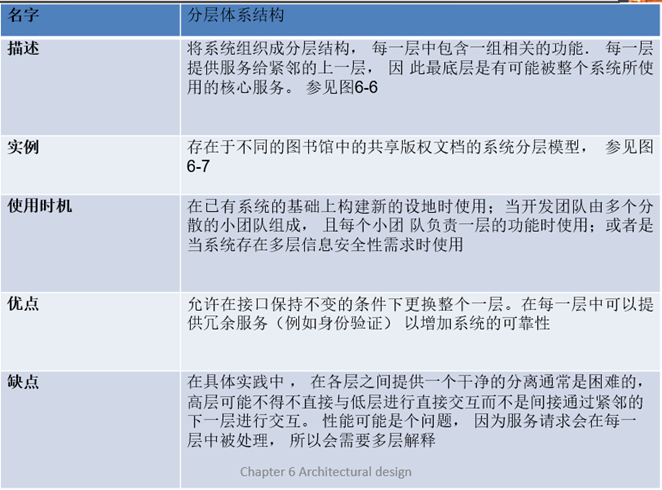 名字 分层体系结构
描述 将系统组织成分层结构, 每一层中包含一组相关的功能. 每一层
提供服务给紧邻的上一层, 因 此最底层是有可能被整个系统所使
用的核心服务。 参见图6-6
实例 存在于不同的图书馆中的共享版权文档的系统分层模型, 参见图
6-7
使用时机 在已有系统的基础上构建新的设地时使用;当开发团队由多个分
散的小团队组成, 且每个小团 队负责一层的功能时使用;或者是
当系统存在多层信息安全性需求时使用
优点 允许在接口保持不变的条件下更换整个一层。在每一层中可以提
供冗余服务(例如身份验证) 以增加系统的可靠性
缺点 在具体实践中, 在各层之间提供一个干净的分离通常是困难的,
高层可能不得不直接与低层进行直接交互而不是间接通过紧邻的
下一层进行交互。 性能可能是个问题, 因为服务请求会在每一
层中被处理, 所以会需要多层解释
Chapter 6 Architectural design